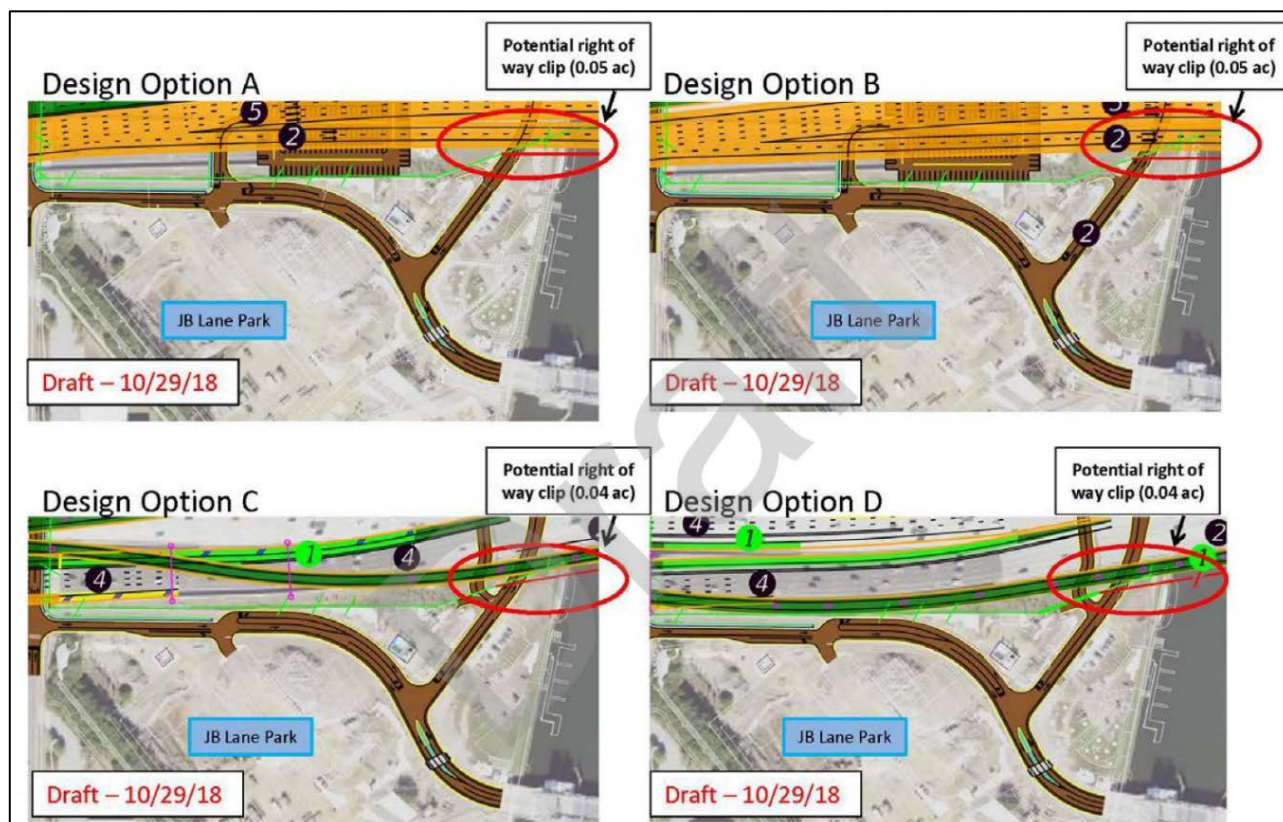 Potential right of
way clip (0.05 ac)
Potential right of
way clip (0.05 ac)
Design Option A
Design Option B
5
2
2
2
JB Lane Park
JB Lane Park
Draft – 10/29/18
Draft – 10/29/18
Draft
Potential right of
way clip (0.04 ac)
Potential right of
way clip (0.04 ac)
Design Option C
Design Option D
1
4
4
4
1
4
2
1
JB Lane Park
JB Lane Park
Draft – 10/29/18
Draft – 10/29/18